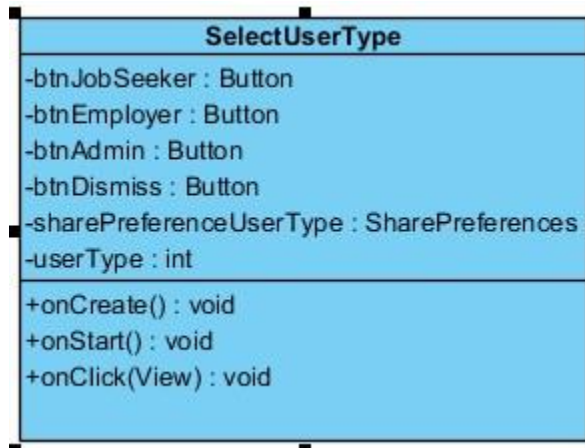 SelectUserType
-btnJobSeeker : Button
-btnEmployer : Button
-btnAdmin : Button
-btnDismiss : Button
-sharePreferenceUserType : SharePreferences
-userType : int
+onCreate() : void
+onStart() : void
+onClick(View) : void